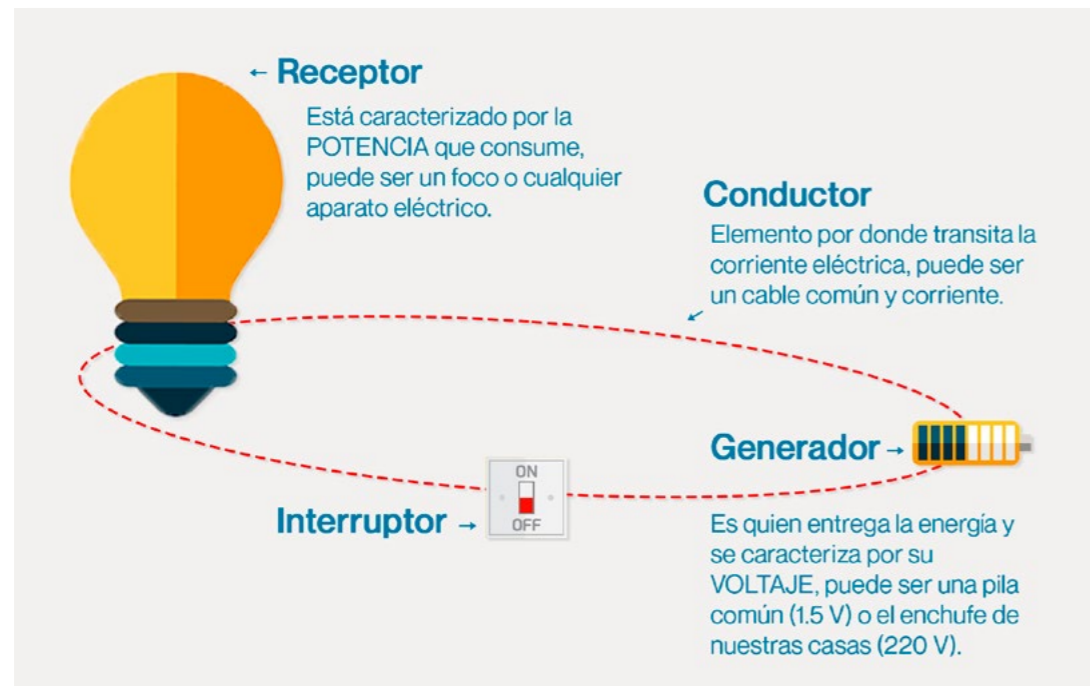 ← Receptor
Está caracterizado por la
POTENCIA que consume,
puede ser un foco o cualquier
aparato eléctrico.
Conductor
Elemento por donde transita la
corriente eléctrica, puede ser
un cable común y corriente.
Generador →
Es quien entrega la energía y
se caracteriza por su
VOLTAJE, puede ser una pila
común (1.5 V) o el enchufe de
nuestras casas (220 V).
Interruptor →
ON
OFF